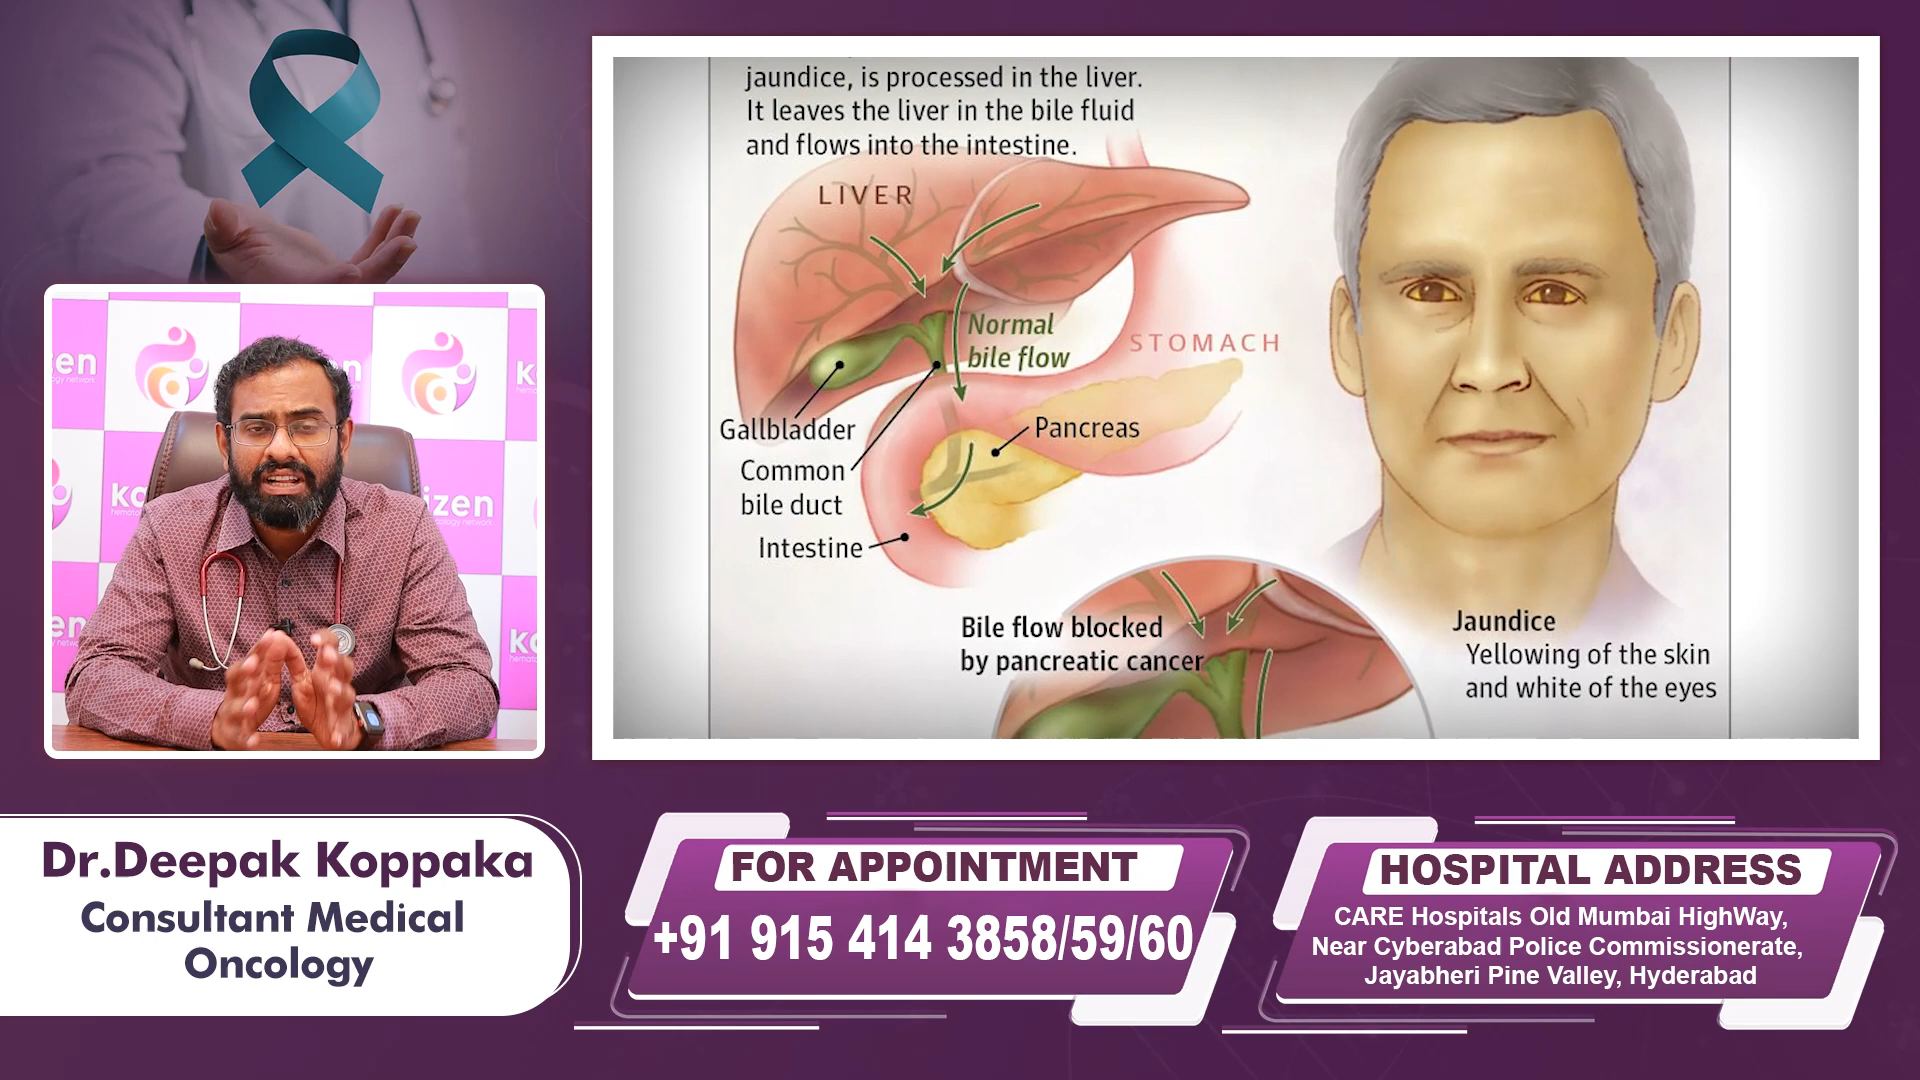 jaundice, is processed in the liver.
It leaves the liver in the bile fluid
and flows into the intestine.
LIVER
Normal
bile flow
STOMACH
Gallbladder
Pancreas
Common
bile duct
Intestine
Bile flow blocked
by pancreatic cancer
Jaundice
Yellowing of the skin
and white of the eyes
zen
izen
Dr.Deepak Koppaka
Consultant Medical
Oncology
FOR APPOINTMENT
+91 915 414 3858/59/60
HOSPITAL ADDRESS
CARE Hospitals Old Mumbai HighWay,
Near Cyberabad Police Commissionerate,
Jayabheri Pine Valley, Hyderabad